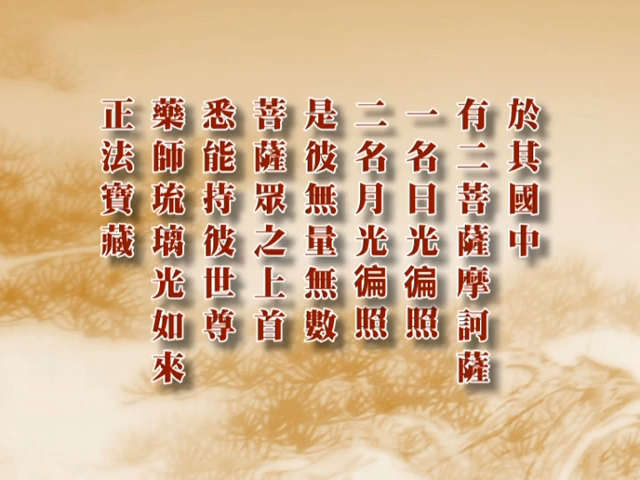 於其國中
有二菩薩摩訶薩
一名日光徧照
二名月光徧照
是彼無量無數
菩薩眾之上首
悉能持彼世尊
藥師琉璃光如來
正法寶藏